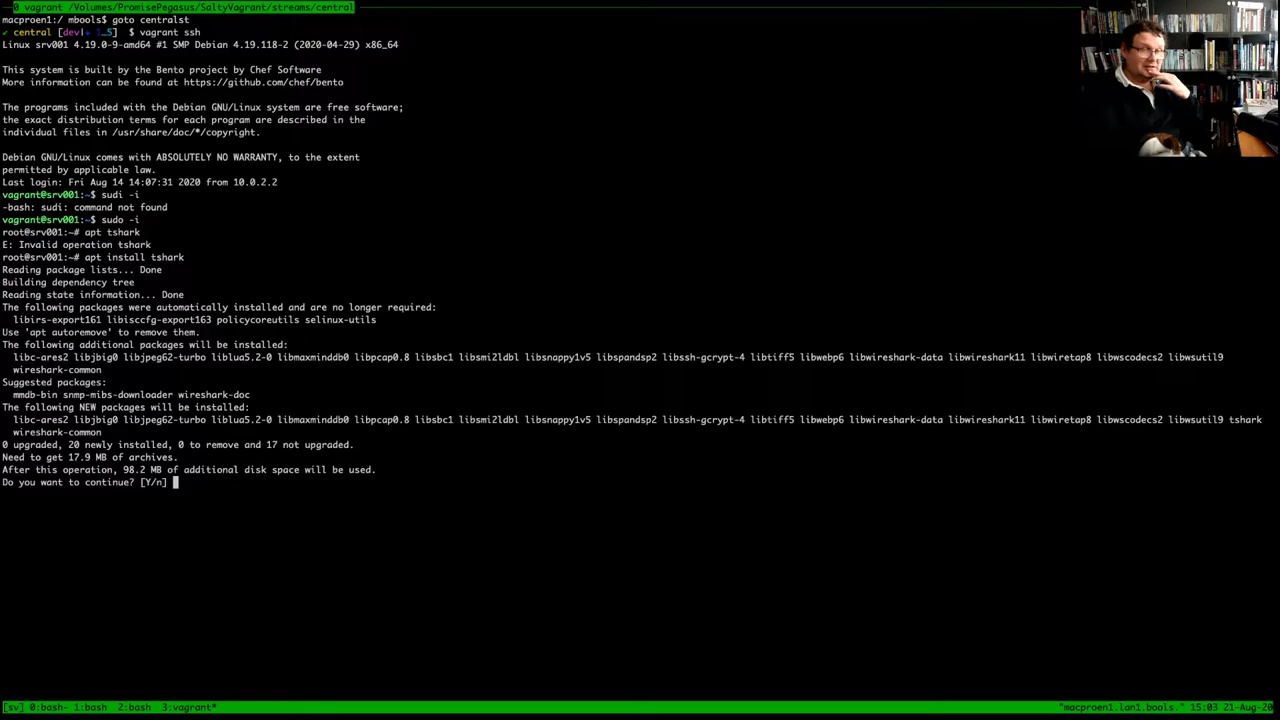 0 vagrant /Volumes/PromisePegasus/SaltyVagrant/streams/central
macproen1:/ mbools$ goto centralst
✔ central [dev|+ 1…5]  $ vagrant ssh
Linux srv001 4.19.0-9-amd64 #1 SMP Debian 4.19.118-2 (2020-04-29) x86_64
This system is built by the Bento project by Chef Software
More information can be found at https://github.com/chef/bento
The programs included with the Debian GNU/Linux system are free software;
the exact distribution terms for each program are described in the
individual files in /usr/share/doc/*/copyright.
Debian GNU/Linux comes with ABSOLUTELY NO WARRANTY, to the extent
permitted by applicable law.
Last login: Fri Aug 14 14:07:31 2020 from 10.0.2.2
vagrant@srv001:~$ sudi -i
-bash: sudi: command not found
vagrant@srv001:~$ sudo -i
root@srv001:~# apt tshark
E: Invalid operation tshark
root@srv001:~# apt install tshark
Reading package lists... Done
Building dependency tree
Reading state information... Done
The following packages were automatically installed and are no longer required:
libirs-export161 libisccfg-export163 policycoreutils selinux-utils
Use 'apt autoremove' to remove them.
The following additional packages will be installed:
libc-ares2 libjbig0 libjpeg62-turbo liblua5.2-0 libmaxminddb0 libpcap0.8 libsbc1 libsmi2ldbl libsnappy1v5 libspandsp2 libssh-gcrypt-4 libtiff5 libwebp6 libwireshark-data libwireshark11 libwiretap8 libwscodecs2 libwsutil9
wireshark-common
Suggested packages:
mmdb-bin snmp-mibs-downloader wireshark-doc
The following NEW packages will be installed:
libc-ares2 libjbig0 libjpeg62-turbo liblua5.2-0 libmaxminddb0 libpcap0.8 libsbc1 libsmi2ldbl libsnappy1v5 libspandsp2 libssh-gcrypt-4 libtiff5 libwebp6 libwireshark-data libwireshark11 libwiretap8 libwscodecs2 libwsutil9 tshark
wireshark-common
0 upgraded, 20 newly installed, 0 to remove and 17 not upgraded.
Need to get 17.9 MB of archives.
After this operation, 98.2 MB of additional disk space will be used.
Do you want to continue? [Y/n]
[sv] 0:bash- 1:bash  2:bash  3:vagrant* "macproen1.lan1.bools." 15:03 21-Aug-20